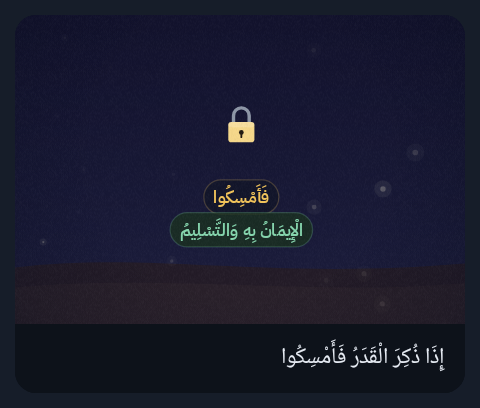 فَأَمْسِكُوا
الْإِيمَانُ بِهِ وَالتَّسْلِيمُ
إِذَا ذُكِرَ الْقَدَرُ فَأَمْسِكُوا